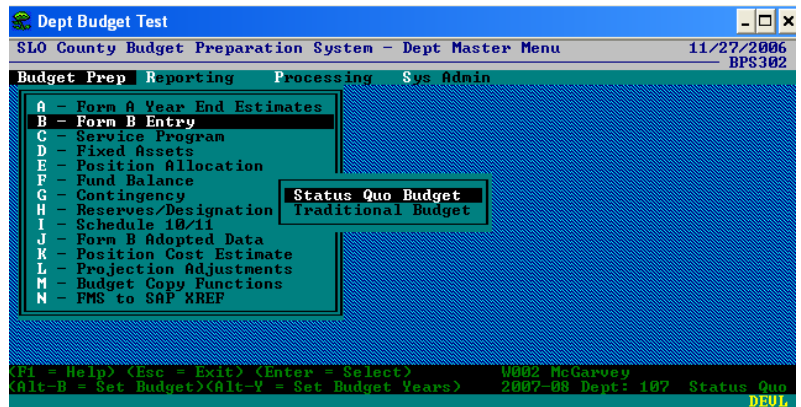 Dept Budget Test
SLO County Budget Preparation System - Dept Master Menu 11/27/2006
BPS302
Budget Prep Reporting Processing Sys Admin
A - Form A Year End Estimates
B - Form B Entry
C - Service Program
D - Fixed Assets
E - Position Allocation
F - Fund Balance
G - Contingency
Status Quo Budget
H - Reserves/Designation
Traditional Budget
I - Schedule 10/11
J - Form B Adopted Data
K - Position Cost Estimate
L - Projection Adjustments
M - Budget Copy Functions
N - FMS to SAP XREF
(F1 = Help) (Esc = Exit) (Enter = Select) W002 McGarvey
(Alt-B = Set Budget)(Alt-Y = Set Budget Years) 2007-08 Dept: 107 Status Quo
DEVL